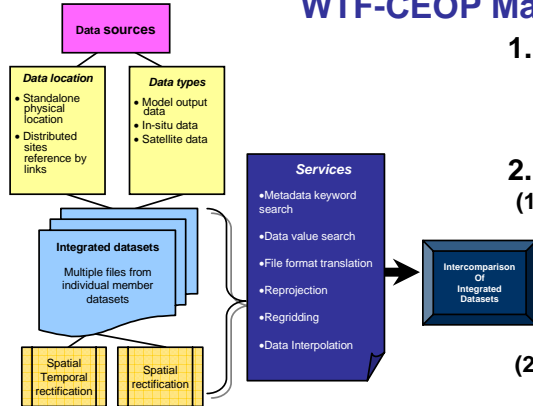 WTF-CEOP Ma
1.
2.
(1
(2
Data sources
Data location
• Standalone
physical
location
• Distributed
sites
reference by
links
Data types
• Model output
data
• In-situ data
• Satellite data
Integrated datasets
Multiple files from
individual member
datasets
Spatial
Temporal
rectification
Spatial
rectification
Services
•Metadata keyword
search
•Data value search
•File format translation
•Reprojection
•Regridding
•Data Interpolation
Intercomparison
Of
Integrated
Datasets